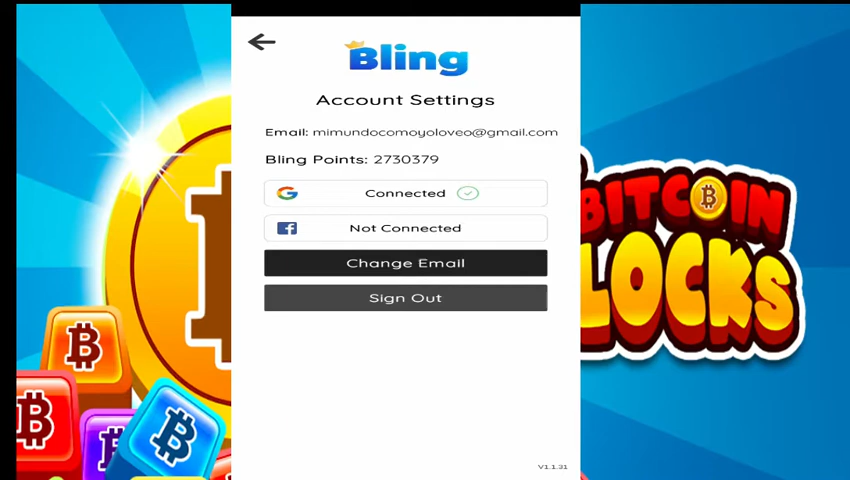 Bling
Account Settings
Email: mimundocomoyoloveo@gmail.com
Bling Points: 2730379
Connected
Not Connected
Change Email
Sign Out
V1.1.31
BITCOIN
LOCKS